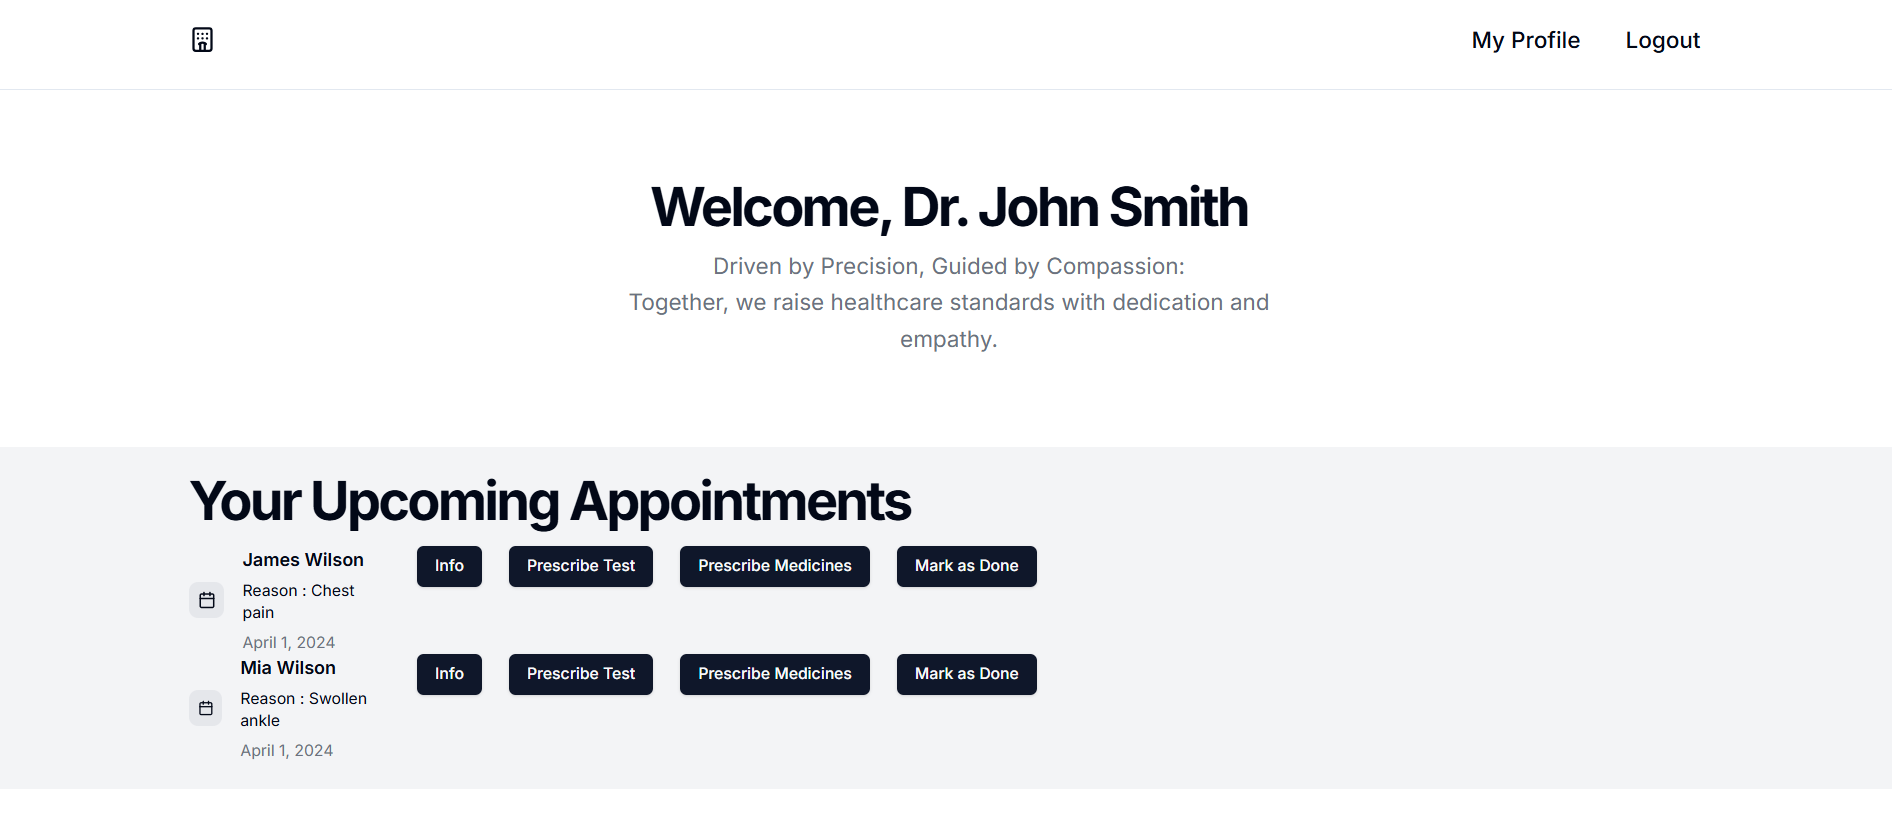 My Profile Logout
Welcome, Dr. John Smith
Driven by Precision, Guided by Compassion:
Together, we raise healthcare standards with dedication and
empathy.
Your Upcoming Appointments
James Wilson
Reason : Chest
pain
April 1, 2024
Info Prescribe Test Prescribe Medicines Mark as Done
Mia Wilson
Reason : Swollen
ankle
April 1, 2024
Info Prescribe Test Prescribe Medicines Mark as Done